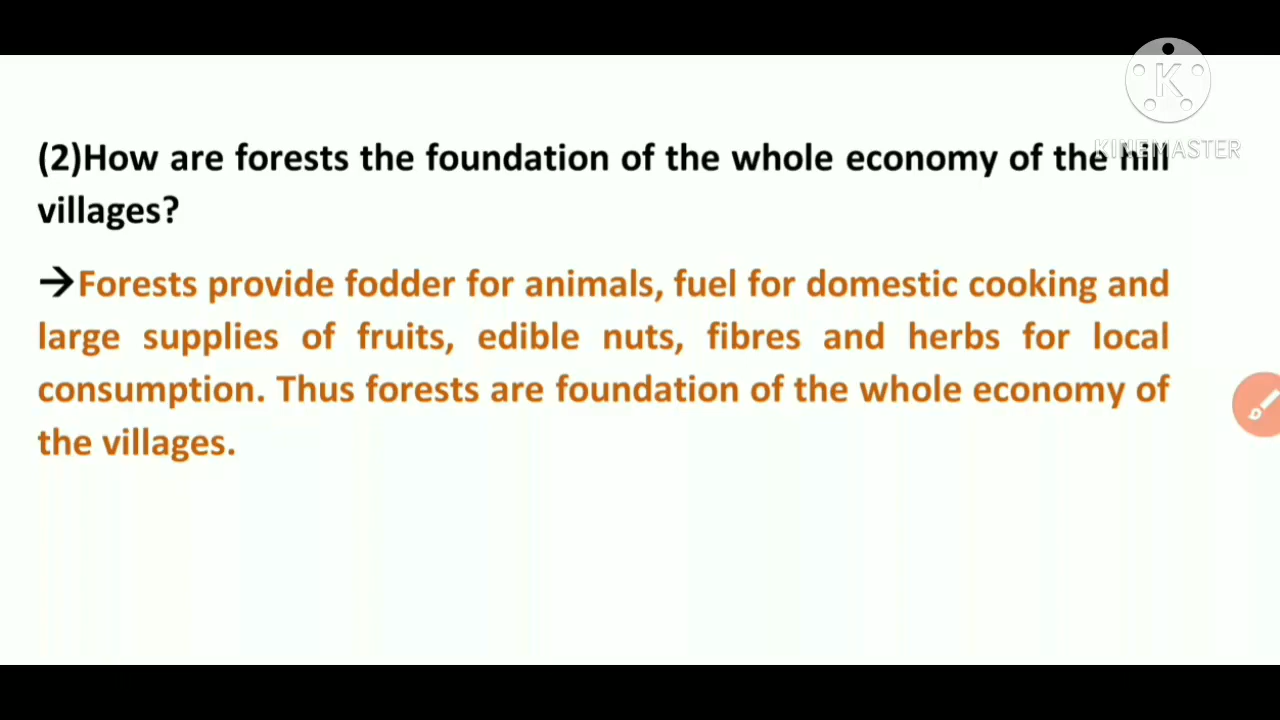 K
KINEMASTER
(2)How are forests the foundation of the whole economy of the hill
villages?
→Forests provide fodder for animals, fuel for domestic cooking and
large supplies of fruits, edible nuts, fibres and herbs for local
consumption. Thus forests are foundation of the whole economy of
the villages.